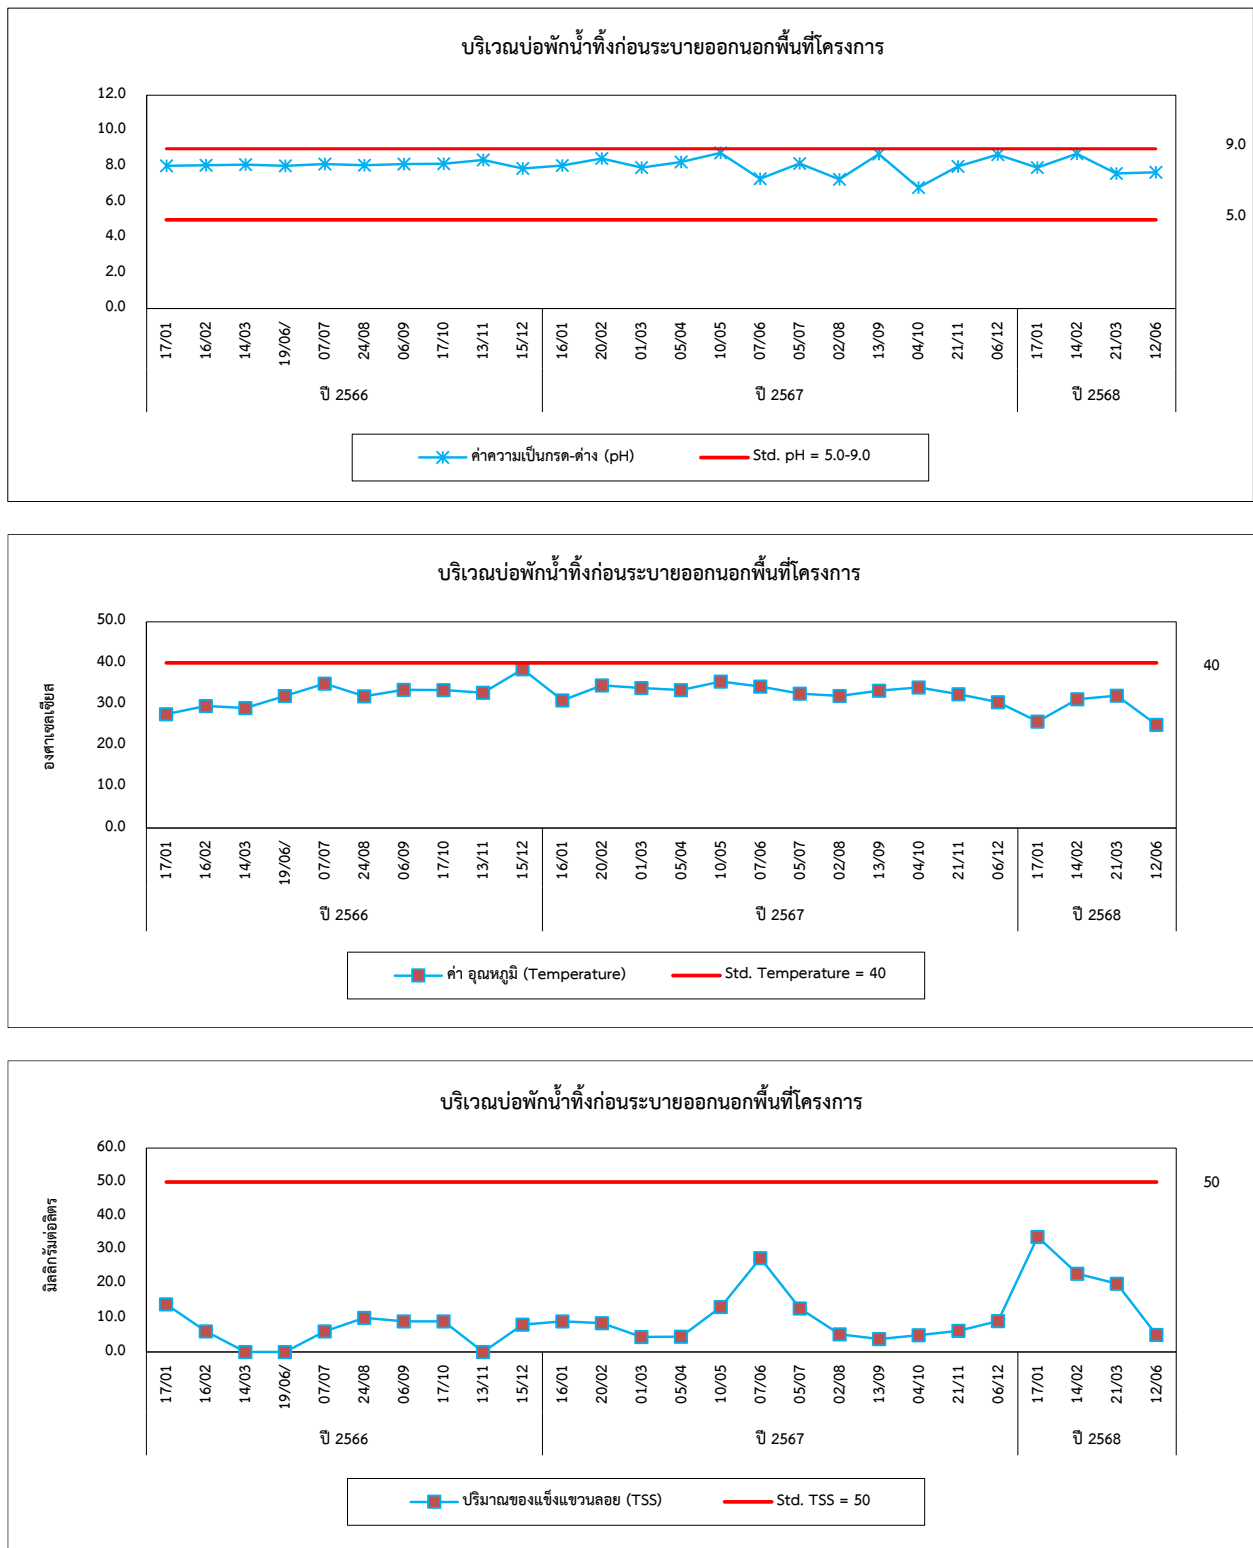 บริเวณบ่อพักน้ำทิ้งก่อนระบายออกนอกพื้นที่โครงการ
12.0
10.0
8.0
6.0
4.0
2.0
0.0
9.0
5.0
17/01 16/02 14/03 19/06/ 07/07 24/08 06/09 17/10 13/11 15/12 16/01 20/02 01/03 05/04 10/05 07/06 05/07 02/08 13/09 04/10 21/11 06/12 17/01 14/02 21/03 12/06
ปี 2566 ปี 2567 ปี 2568
ค่าความเป็นกรด-ด่าง (pH) Std. pH = 5.0-9.0
บริเวณบ่อพักน้ำทิ้งก่อนระบายออกนอกพื้นที่โครงการ
องศาเซลเซียส
50.0
40.0
30.0
20.0
10.0
0.0
40
17/01 16/02 14/03 19/06/ 07/07 24/08 06/09 17/10 13/11 15/12 16/01 20/02 01/03 05/04 10/05 07/06 05/07 02/08 13/09 04/10 21/11 06/12 17/01 14/02 21/03 12/06
ปี 2566 ปี 2567 ปี 2568
ค่า อุณหภูมิ (Temperature) Std. Temperature = 40
บริเวณบ่อพักน้ำทิ้งก่อนระบายออกนอกพื้นที่โครงการ
มิลลิกรัมต่อลิตร
60.0
50.0
40.0
30.0
20.0
10.0
0.0
50
17/01 16/02 14/03 19/06/ 07/07 24/08 06/09 17/10 13/11 15/12 16/01 20/02 01/03 05/04 10/05 07/06 05/07 02/08 13/09 04/10 21/11 06/12 17/01 14/02 21/03 12/06
ปี 2566 ปี 2567 ปี 2568
ปริมาณของแข็งแขวนลอย (TSS) Std. TSS = 50